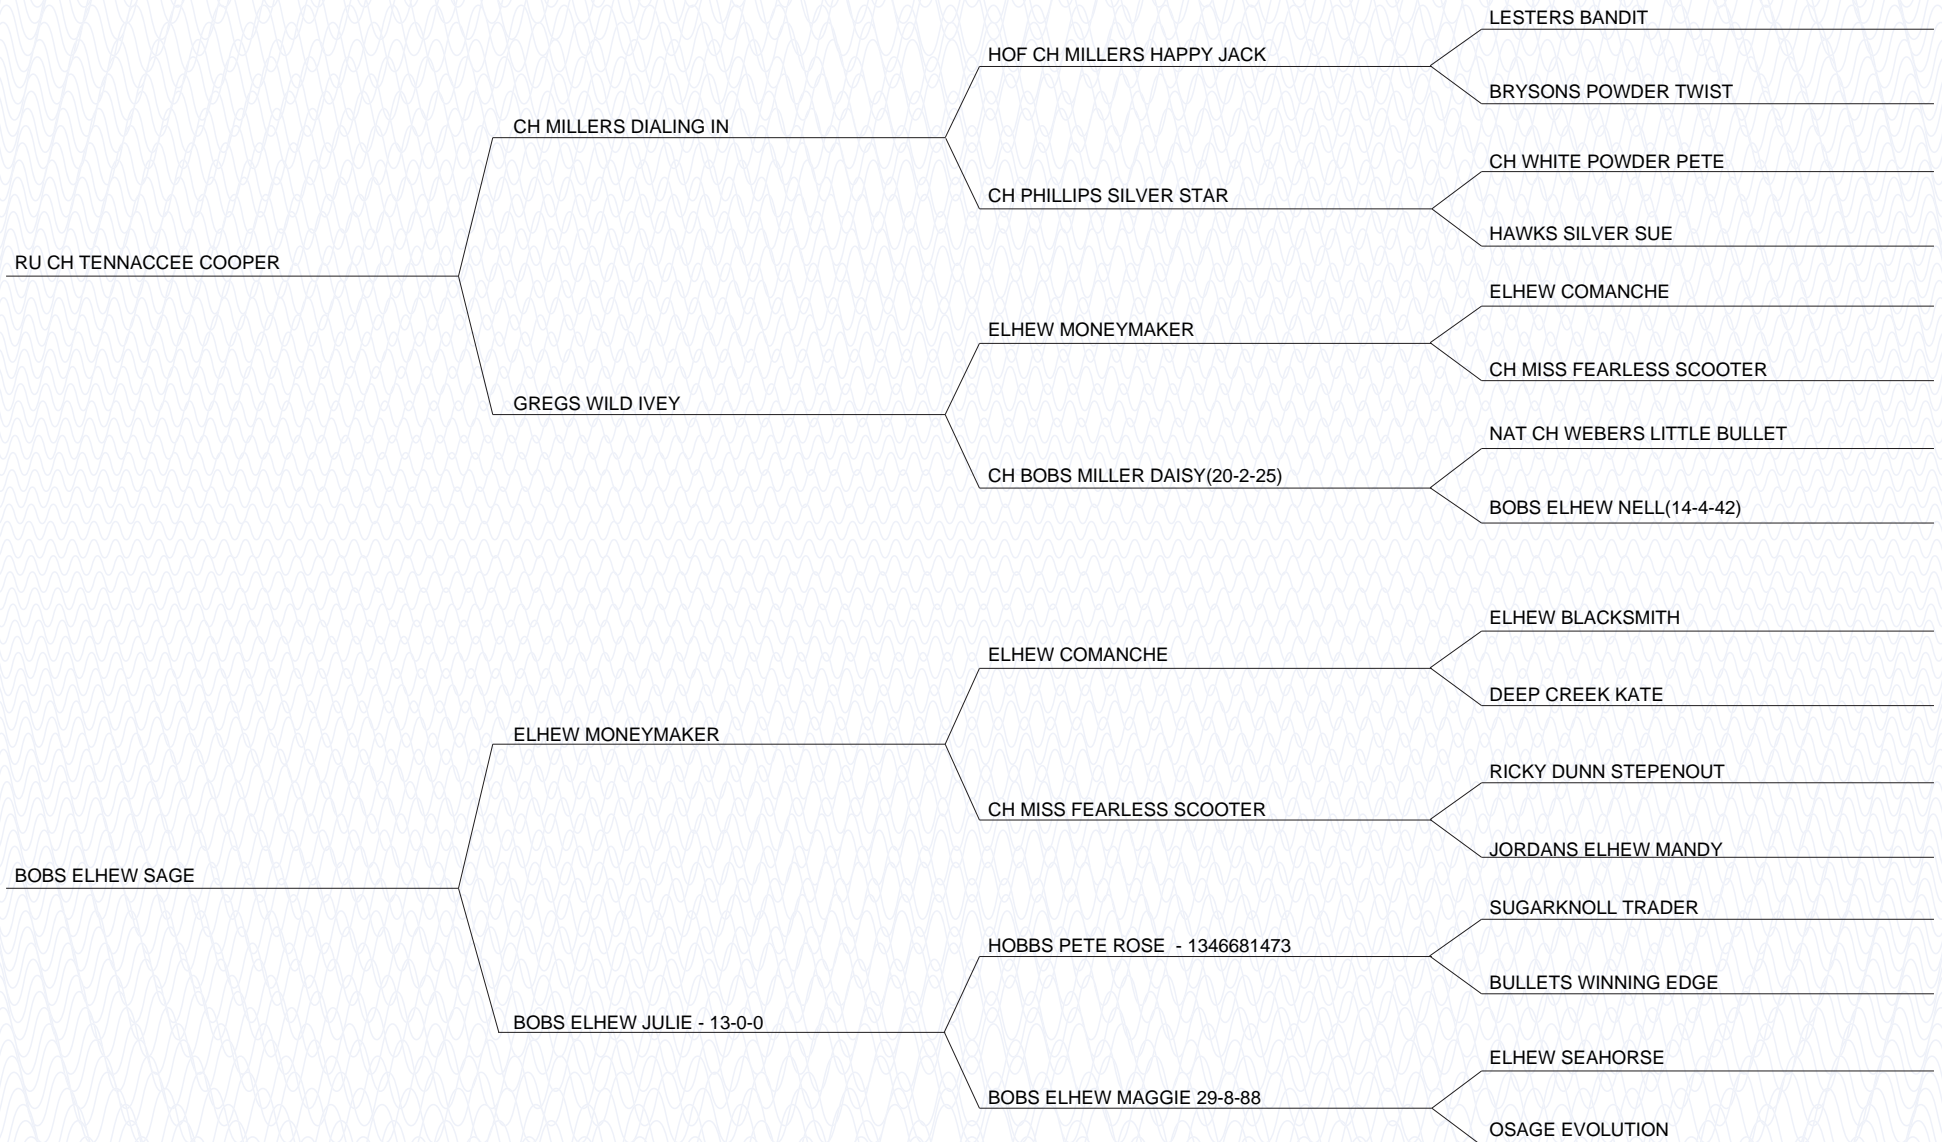 LESTERS BANDIT
HOF CH MILLERS HAPPY JACK
BRYSONS POWDER TWIST
CH MILLERS DIALING IN
CH WHITE POWDER PETE
CH PHILLIPS SILVER STAR
HAWKS SILVER SUE
RU CH TENNACCEE COOPER
ELHEW COMANCHE
ELHEW MONEYMAKER
CH MISS FEARLESS SCOOTER
GREGS WILD IVEY
NAT CH WEBERS LITTLE BULLET
CH BOBS MILLER DAISY(20-2-25)
BOBS ELHEW NELL(14-4-42)
ELHEW BLACKSMITH
ELHEW COMANCHE
DEEP CREEK KATE
ELHEW MONEYMAKER
RICKY DUNN STEPENOUT
CH MISS FEARLESS SCOOTER
JORDANS ELHEW MANDY
BOBS ELHEW SAGE
SUGARKNOLL TRADER
HOBBS PETE ROSE  - 1346681473
BULLETS WINNING EDGE
BOBS ELHEW JULIE - 13-0-0
ELHEW SEAHORSE
BOBS ELHEW MAGGIE 29-8-88
OSAGE EVOLUTION